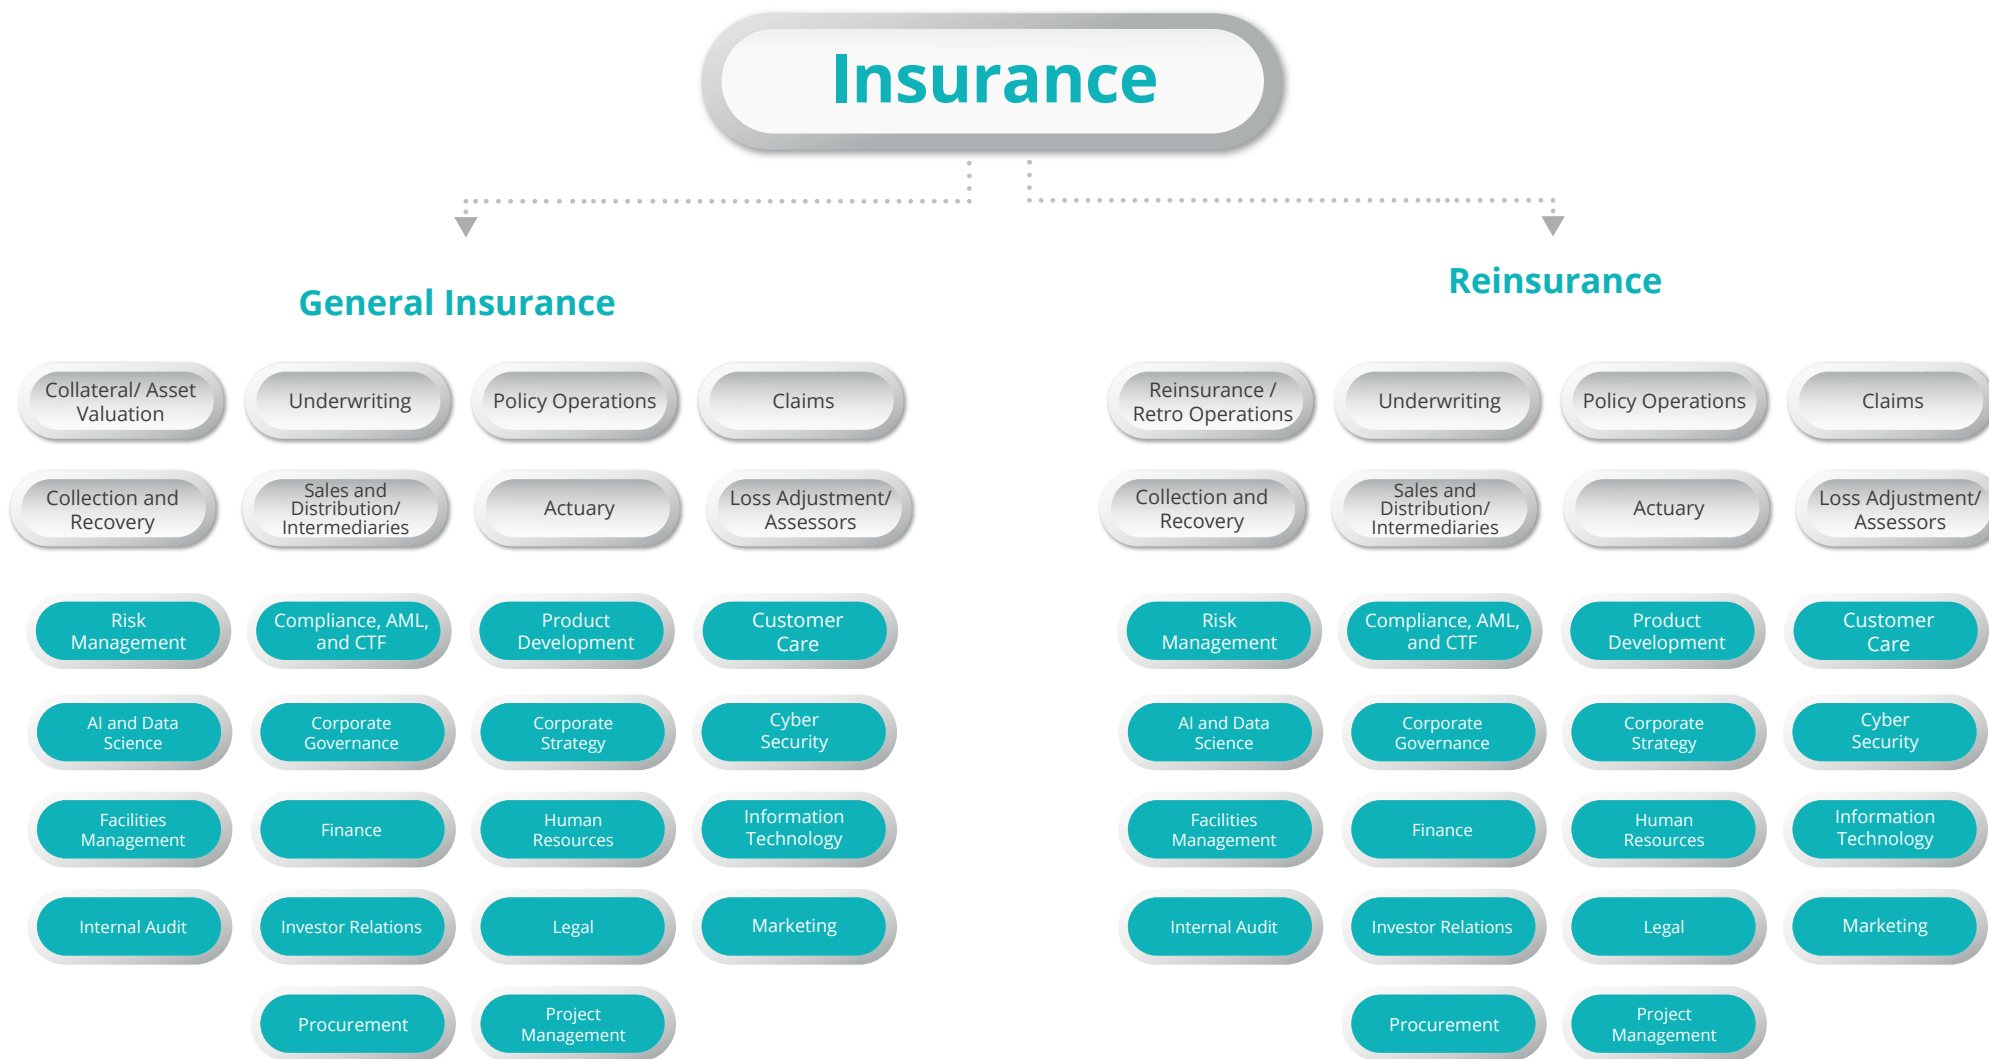 Insurance
General Insurance
Collateral/ Asset
Valuation
Underwriting
Policy Operations
Claims
Collection and
Recovery
Sales and
Distribution/
Intermediaries
Actuary
Loss Adjustment/
Assessors
Risk
Management
Compliance, AML,
and CTF
Product
Development
Customer
Care
AI and Data
Science
Corporate
Governance
Corporate
Strategy
Cyber
Security
Facilities
Management
Finance
Human
Resources
Information
Technology
Internal Audit
Investor Relations
Legal
Marketing
Procurement
Project
Management
Reinsurance
Reinsurance /
Retro Operations
Underwriting
Policy Operations
Claims
Collection and
Recovery
Sales and
Distribution/
Intermediaries
Actuary
Loss Adjustment/
Assessors
Risk
Management
Compliance, AML,
and CTF
Product
Development
Customer
Care
AI and Data
Science
Corporate
Governance
Corporate
Strategy
Cyber
Security
Facilities
Management
Finance
Human
Resources
Information
Technology
Internal Audit
Investor Relations
Legal
Marketing
Procurement
Project
Management